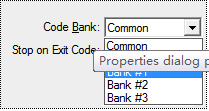 Code Bank: Common
Stop on Exit Code: Common
Properties dialog p
Bank #1
Bank #2
Bank #3